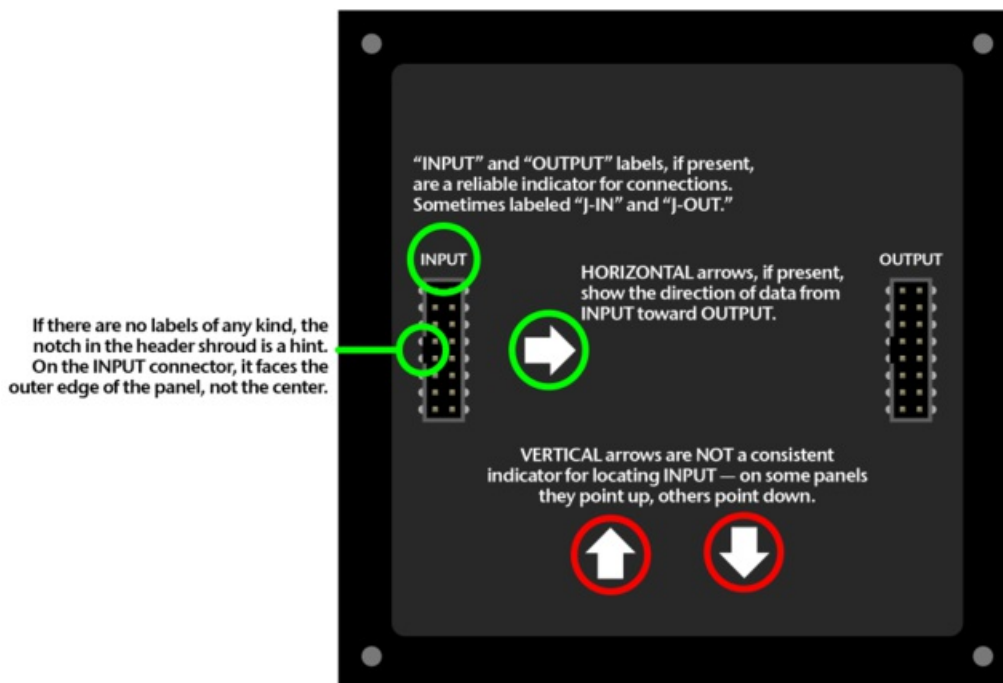 “INPUT” and “OUTPUT” labels, if present,
are a reliable indicator for connections.
Sometimes labeled “J-IN” and “J-OUT.”
INPUT
OUTPUT
HORIZONTAL arrows, if present,
show the direction of data from
INPUT toward OUTPUT.
If there are no labels of any kind, the
notch in the header shroud is a hint.
On the INPUT connector, it faces the
outer edge of the panel, not the center.
VERTICAL arrows are NOT a consistent
indicator for locating INPUT — on some panels
they point up, others point down.